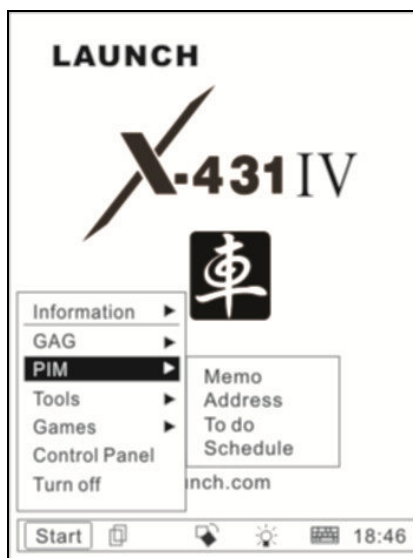 LAUNCH
X-431 IV
車
Information
GAG
PIM
Tools
Games
Control Panel
Turn off
Memo
Address
To do
Schedule
nch.com
Start
18:46